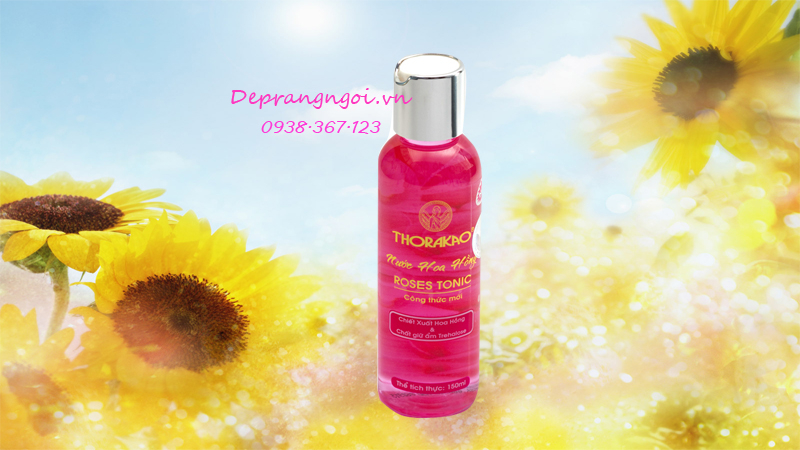 Deprangngoi.vn
0938·367·123
THORAKAO
Nước Hoa Hồng
ROSES TONIC
Công thức mới
Chiết Xuất Hoa Hồng
&
Chất giữ ẩm Trehalose
Thể tích thực: 150ml